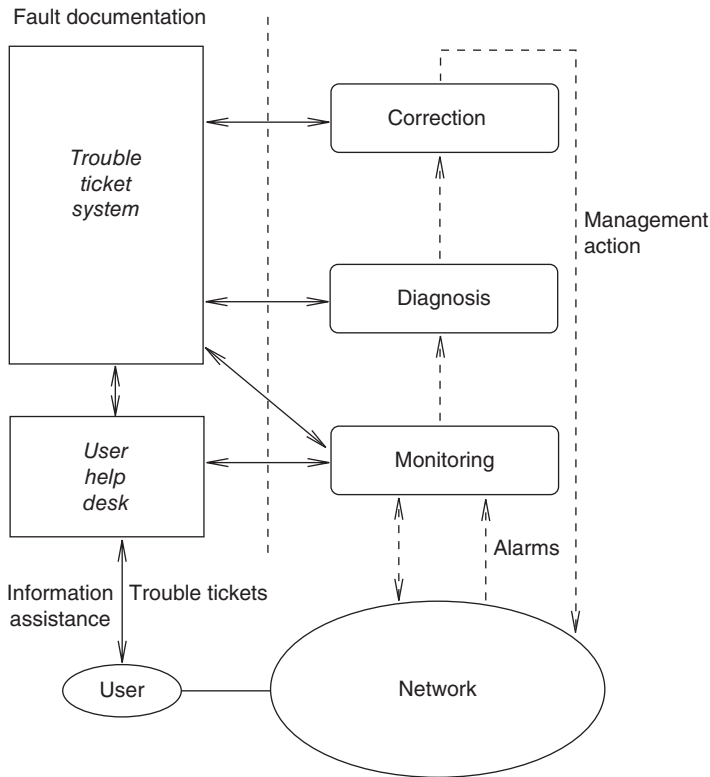 Fault documentation
Trouble
ticket
system
Correction
Management
action
Diagnosis
User
help
desk
Monitoring
Alarms
Information
assistance
Trouble tickets
User
Network